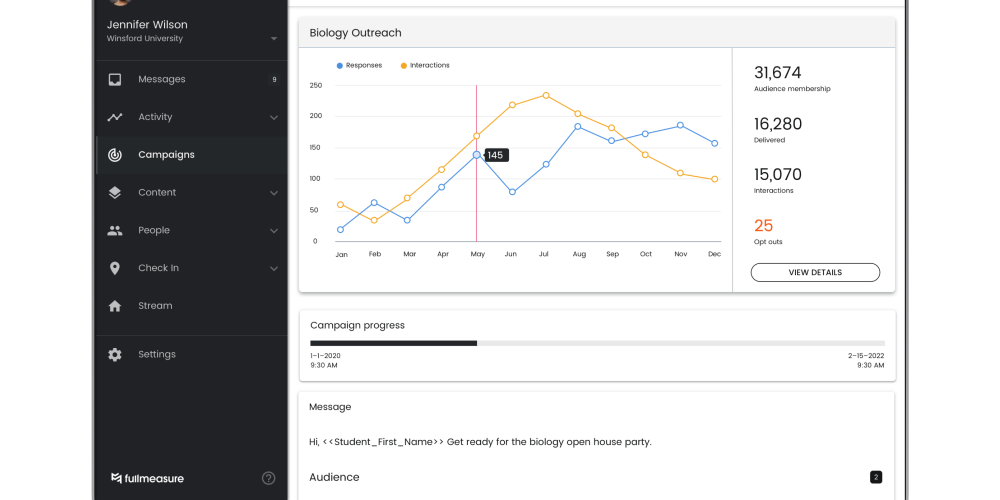 Jennifer Wilson
Winsford University
Messages 9
Activity
Campaigns
Content
People
Check In
Stream
Settings
fullmeasure
?
Biology Outreach
Responses Interactions
250
200
150
100
50
0
145
Jan Feb Mar Apr May Jun Jul Aug Sep Oct Nov Dec
31,674
Audience membership
16,280
Delivered
15,070
Interactions
25
Opt outs
VIEW DETAILS
Campaign progress
1-1-2020 2-15-2022
9:30 AM 9:30 AM
Message
Hi, <<Student_First_Name>> Get ready for the biology open house party.
Audience 2